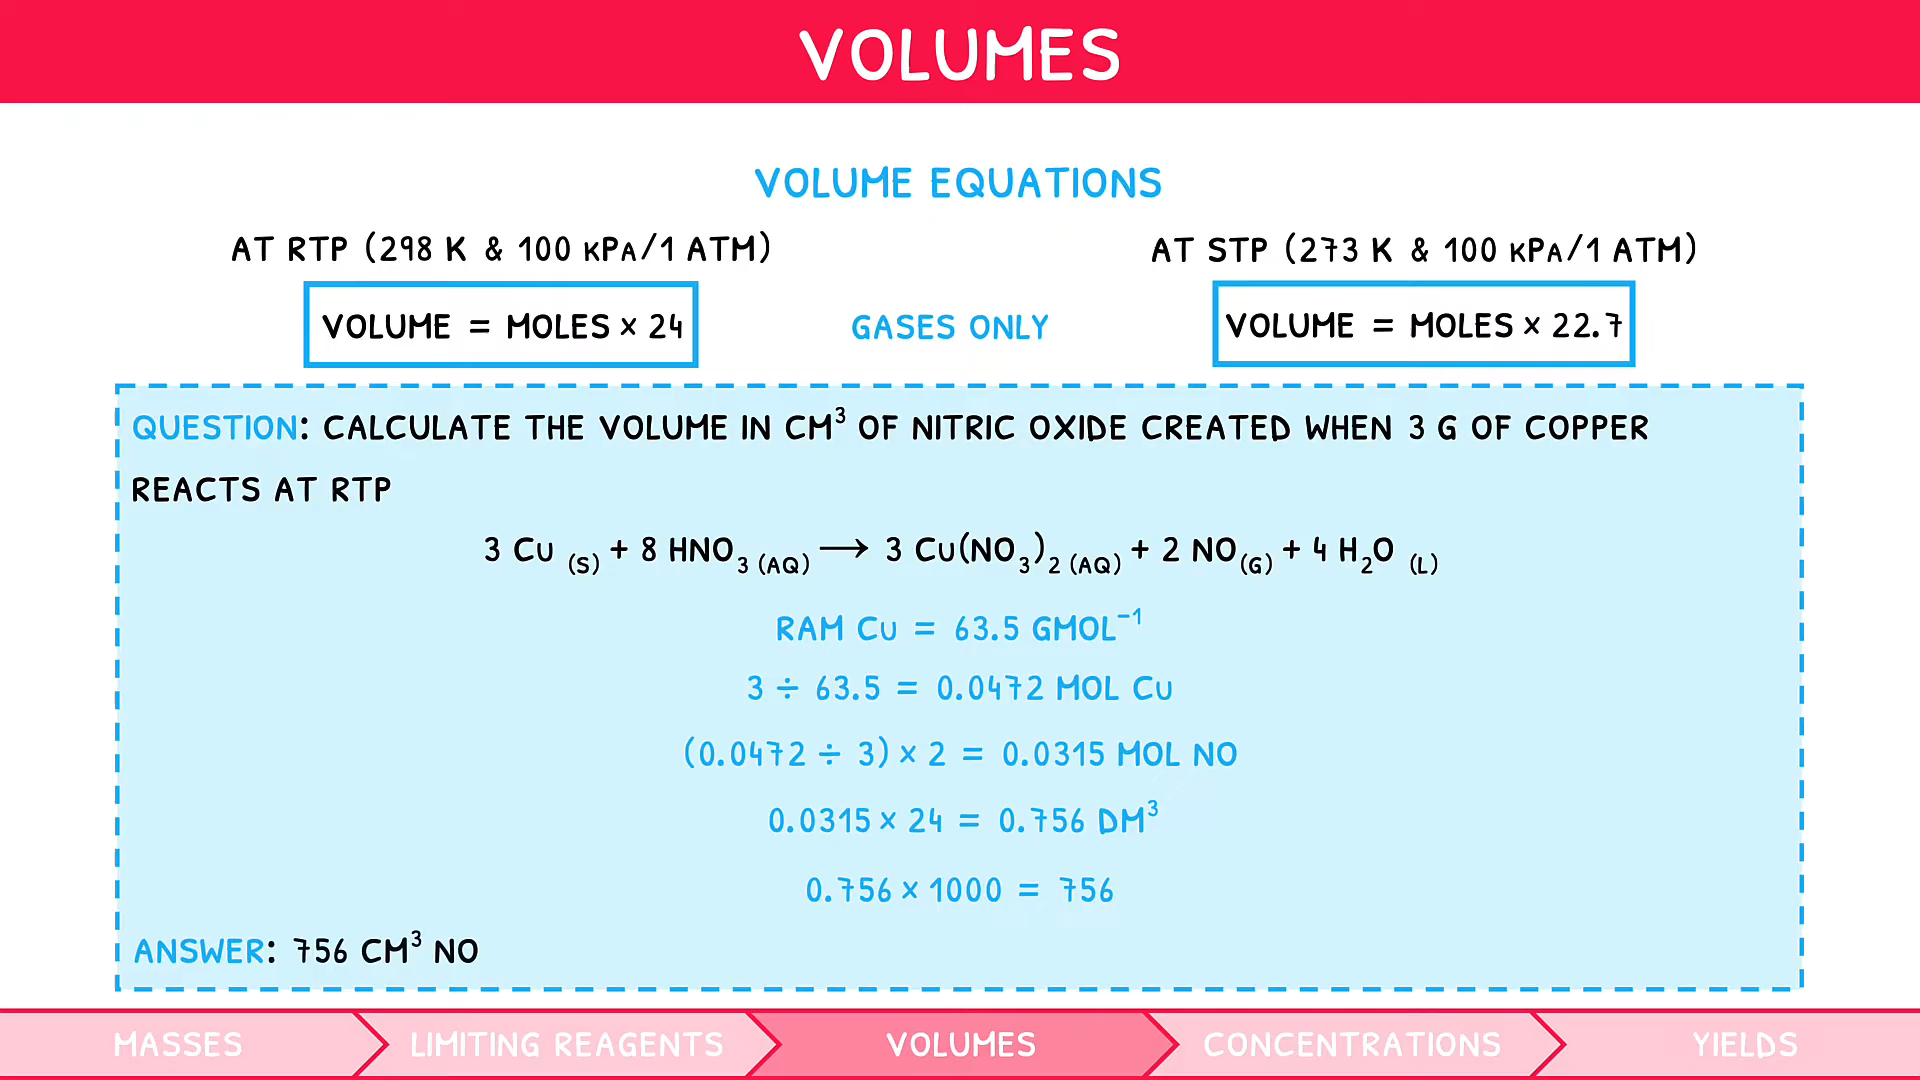 VOLUMES
VOLUME EQUATIONS
AT RTP (298 K & 100 KPA/1 ATM)
AT STP (273 K & 100 KPA/1 ATM)
VOLUME = MOLES × 24
GASES ONLY
VOLUME = MOLES × 22.7
QUESTION: CALCULATE THE VOLUME IN CM³ OF NITRIC OXIDE CREATED WHEN 3 G OF COPPER
REACTS AT RTP
3 Cu (S) + 8 HNO₃ (AQ) ⟶ 3 Cu(NO₃)₂ (AQ) + 2 NO(G) + 4 H₂O (L)
RAM Cu = 63.5 GMOL⁻¹
3 ÷ 63.5 = 0.0472 MOL Cu
(0.0472 ÷ 3) × 2 = 0.0315 MOL NO
0.0315 × 24 = 0.756 DM³
0.756 × 1000 = 756
ANSWER: 756 CM³ NO
MASSES
LIMITING REAGENTS
VOLUMES
CONCENTRATIONS
YIELDS